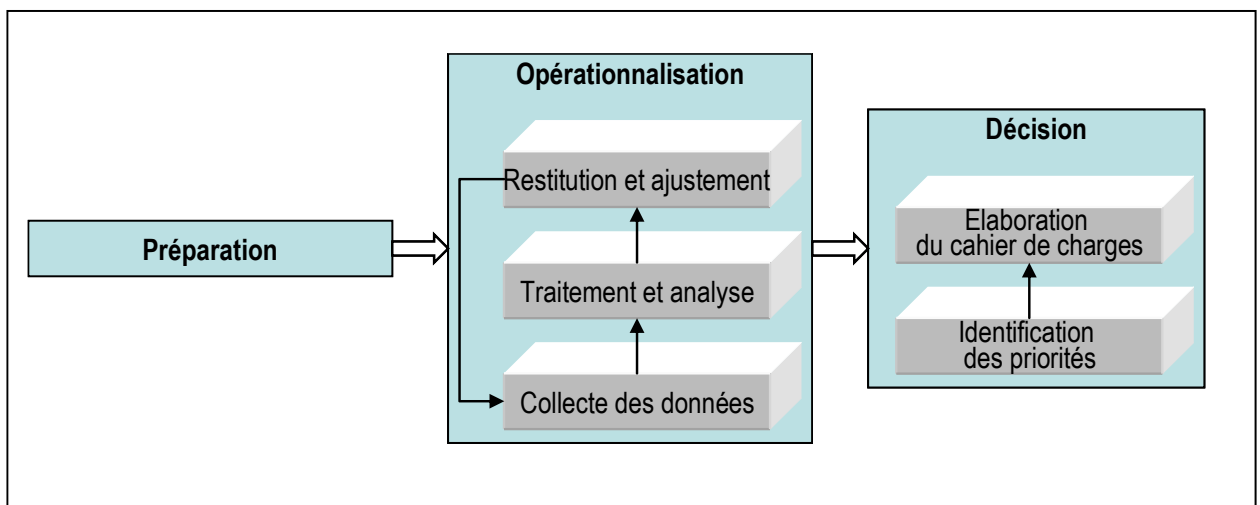 Préparation
Opérationnalisation
Restitution et ajustement
Traitement et analyse
Collecte des données
Décision
Elaboration
du cahier de charges
Identification
des priorités